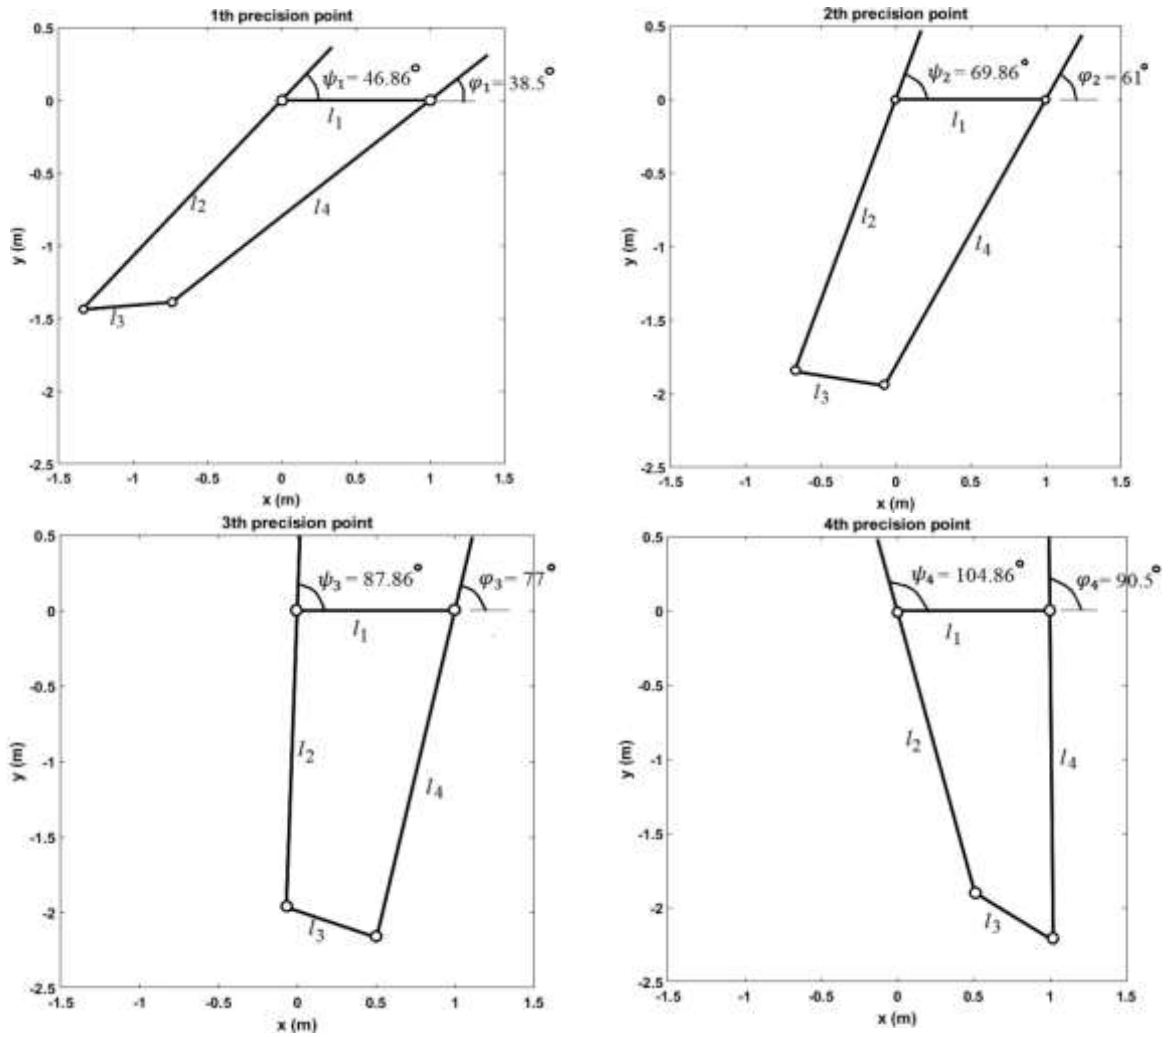 1th precision point
0.5
0
-0.5
-1
-1.5
-2
-2.5
y (m)
ψ₁ = 46.86°
φ₁ = 38.5°
l₁
l₂
l₄
l₃
-1.5 -1 -0.5 0 0.5 1 1.5
x (m)
2th precision point
0.5
0
-0.5
-1
-1.5
-2
-2.5
y (m)
ψ₂ = 69.86°
φ₂ = 61°
l₁
l₂
l₄
l₃
-1.5 -1 -0.5 0 0.5 1 1.5
x (m)
3th precision point
0.5
0
-0.5
-1
-1.5
-2
-2.5
y (m)
ψ₃ = 87.86°
φ₃ = 77°
l₁
l₂
l₄
l₃
-1.5 -1 -0.5 0 0.5 1 1.5
x (m)
4th precision point
0.5
0
-0.5
-1
-1.5
-2
-2.5
y (m)
ψ₄ = 104.86°
φ₄ = 90.5°
l₁
l₂
l₄
l₃
-1.5 -1 -0.5 0 0.5 1 1.5
x (m)